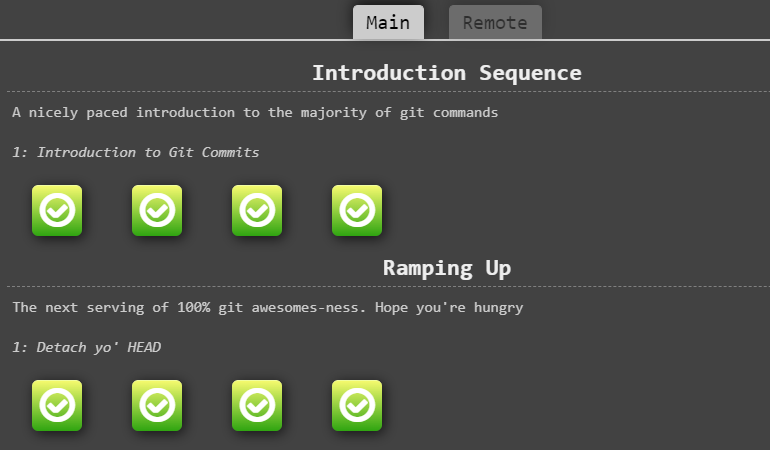 Main Remote
Introduction Sequence
A nicely paced introduction to the majority of git commands
1: Introduction to Git Commits
Ramping Up
The next serving of 100% git awesomes-ness. Hope you're hungry
1: Detach yo' HEAD